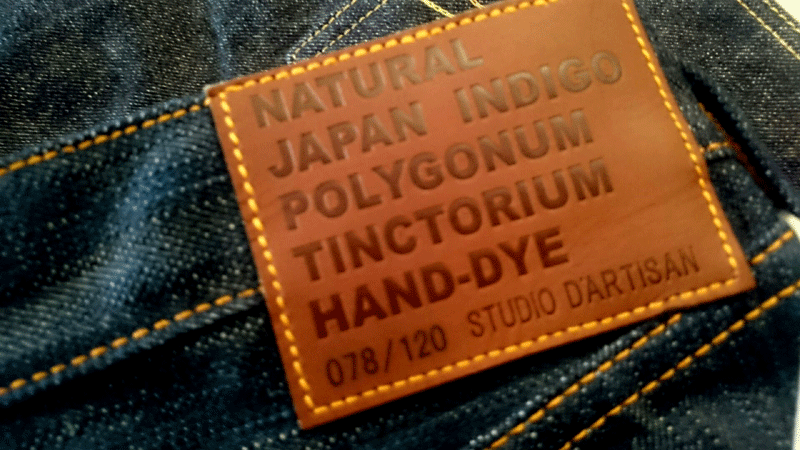 NATURAL
JAPAN INDIGO
POLYGONUM
TINCTORIUM
HAND-DYE
078/120 STUDIO D'ARTISAN